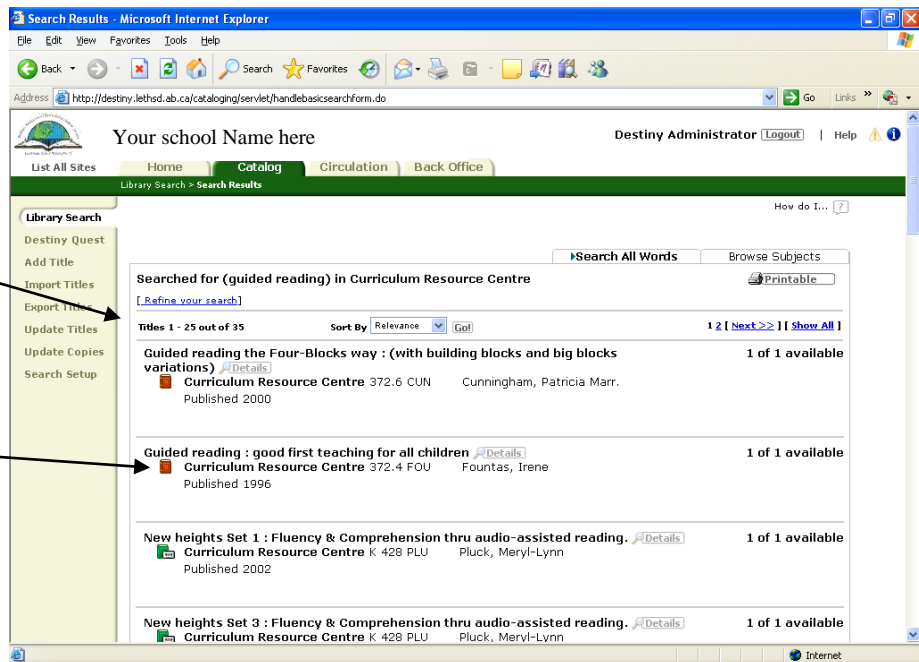 Search Results - Microsoft Internet Explorer
File Edit View Favorites Tools Help
Back Search Favorites
Address http://destiny.lethsd.ab.ca/cataloging/servlet/handlebasicsearchform.do Go Links »
Your school Name here
Destiny Administrator Logout | Help
List All Sites Home Catalog Circulation Back Office
Library Search > Search Results
How do I... ?
Library Search
Destiny Quest
Add Title
Import Titles
Export Titles
Update Titles
Update Copies
Search Setup
Search All Words Browse Subjects
Searched for (guided reading) in Curriculum Resource Centre Printable
[ Refine your search]
Titles 1 - 25 out of 35 Sort By Relevance Go! 1 2 [ Next >> ] [ Show All ]
Guided reading the Four-Blocks way : (with building blocks and big blocks 1 of 1 available
variations) Details
Curriculum Resource Centre 372.6 CUN Cunningham, Patricia Marr.
Published 2000
Guided reading : good first teaching for all children Details 1 of 1 available
Curriculum Resource Centre 372.4 FOU Fountas, Irene
Published 1996
New heights Set 1 : Fluency & Comprehension thru audio-assisted reading. Details 1 of 1 available
Curriculum Resource Centre K 428 PLU Pluck, Meryl-Lynn
Published 2002
New heights Set 3 : Fluency & Comprehension thru audio-assisted reading. Details 1 of 1 available
Curriculum Resource Centre K 428 PLU Pluck, Meryl-Lynn
Internet